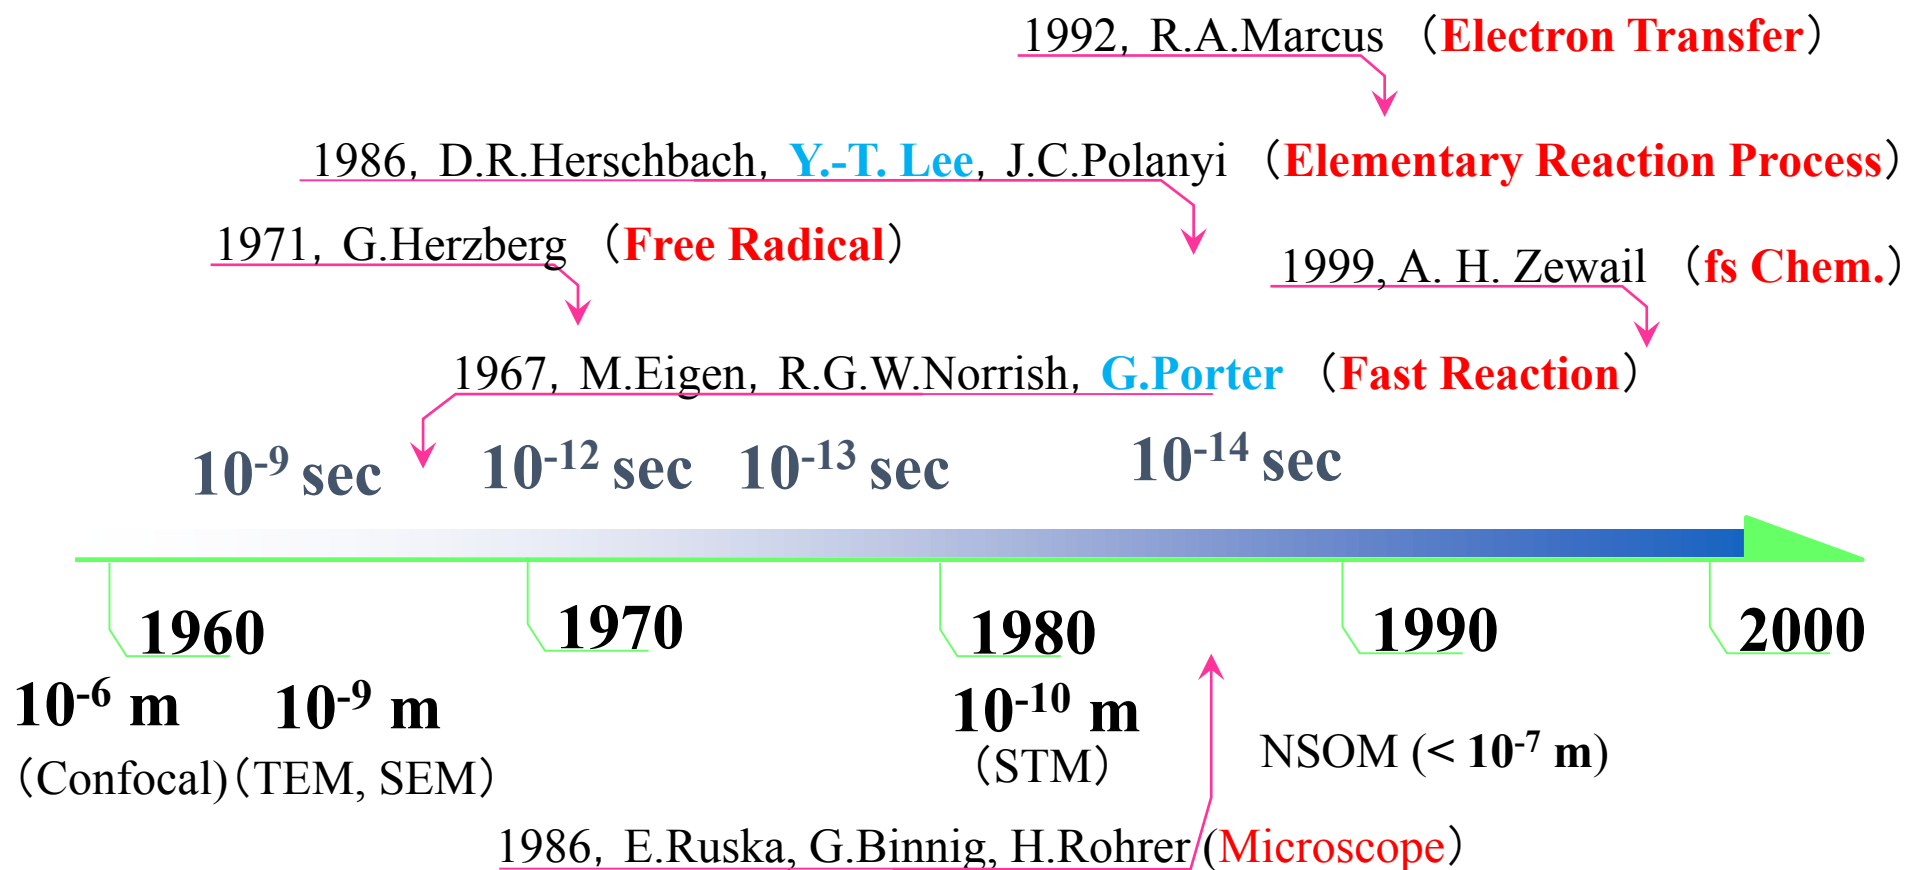 1992, R.A.Marcus （Electron Transfer）
1986, D.R.Herschbach, Y.-T. Lee, J.C.Polanyi （Elementary Reaction Process）
1971, G.Herzberg （Free Radical）
1999, A. H. Zewail （fs Chem.）
1967, M.Eigen, R.G.W.Norrish, G.Porter （Fast Reaction）
10⁻⁹ sec 10⁻¹² sec 10⁻¹³ sec 10⁻¹⁴ sec
1960 1970 1980 1990 2000
10⁻⁶ m 10⁻⁹ m 10⁻¹⁰ m
（Confocal)（TEM, SEM） （STM） NSOM (< 10⁻⁷ m)
1986, E.Ruska, G.Binnig, H.Rohrer (Microscope）